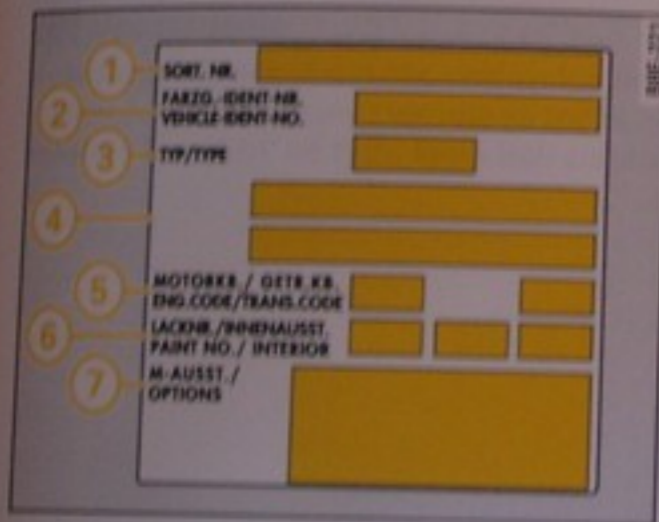 1 SORT. NR.
2 FARZG.-IDENT-NR.
VEHICLE-IDENT-NO.
3 TYP/TYPE
4
5 MOTORKB. / GETR.KB.
ENG.CODE/TRANS.CODE
6 LACKNR./INNENAUSST.
PAINT NO./ INTERIOR
7 M-AUSST./
OPTIONS